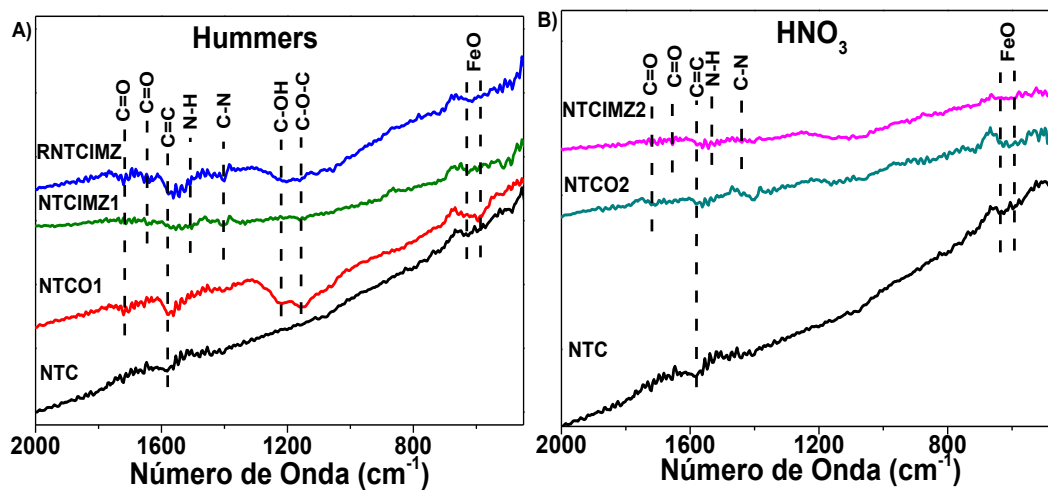 A)
Hummers
C=O
C=O
C=C
N-H
C-N
C-OH
C-O-C
FeO
RNTCIMZ
NTCIMZ1
NTCO1
NTC
2000 1600 1200 800
Número de Onda (cm⁻¹)
B)
HNO₃
C=O
C=O
C=C
N-H
C-N
FeO
NTCIMZ2
NTCO2
NTC
2000 1600 1200 800
Número de Onda (cm⁻¹)